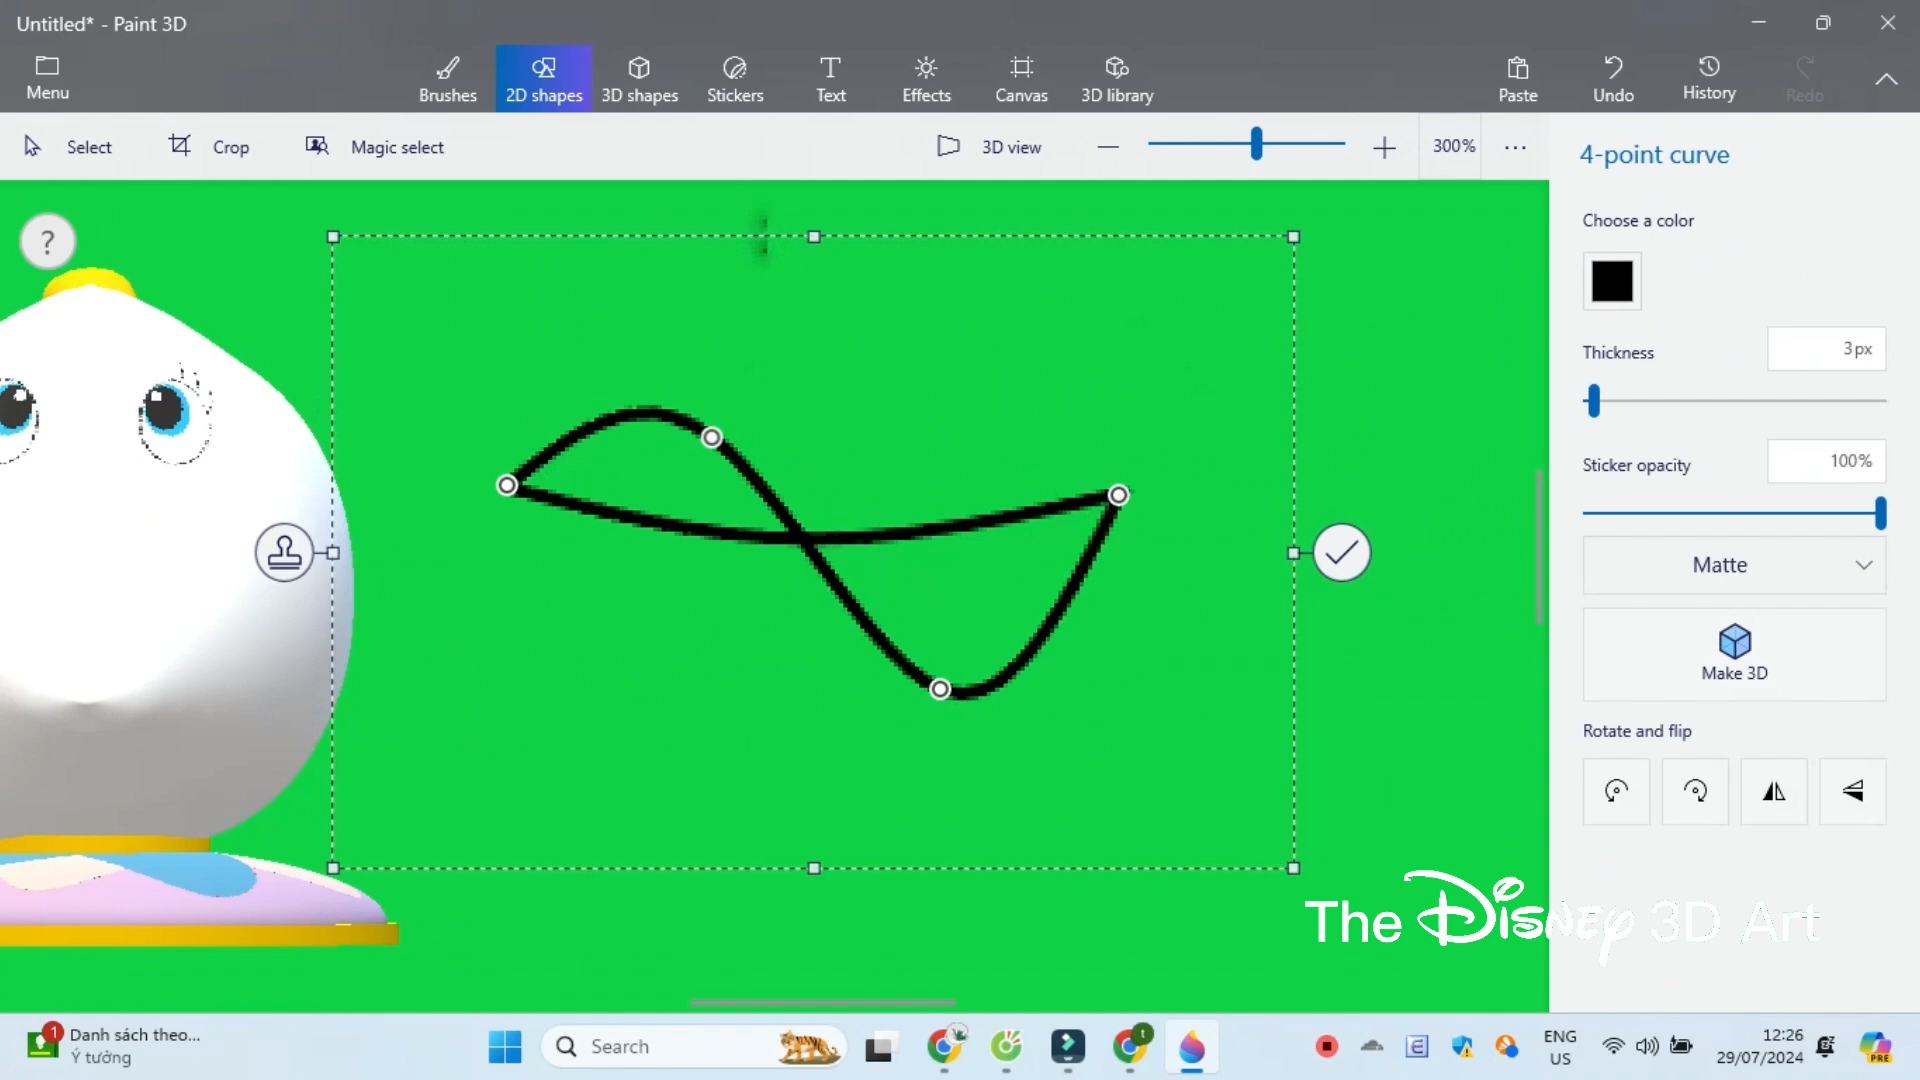 Untitled* - Paint 3D
Menu
Brushes
2D shapes
3D shapes
Stickers
Text
Effects
Canvas
3D library
Paste
Undo
History
Redo
Select
Crop
Magic select
3D view
300%
4-point curve
Choose a color
Thickness
3px
Sticker opacity
100%
Matte
Make 3D
Rotate and flip
The Disney 3D Art
1
Danh sách theo...
Ý tưởng
Search
t
ENG
US
12:26
29/07/2024
PRE